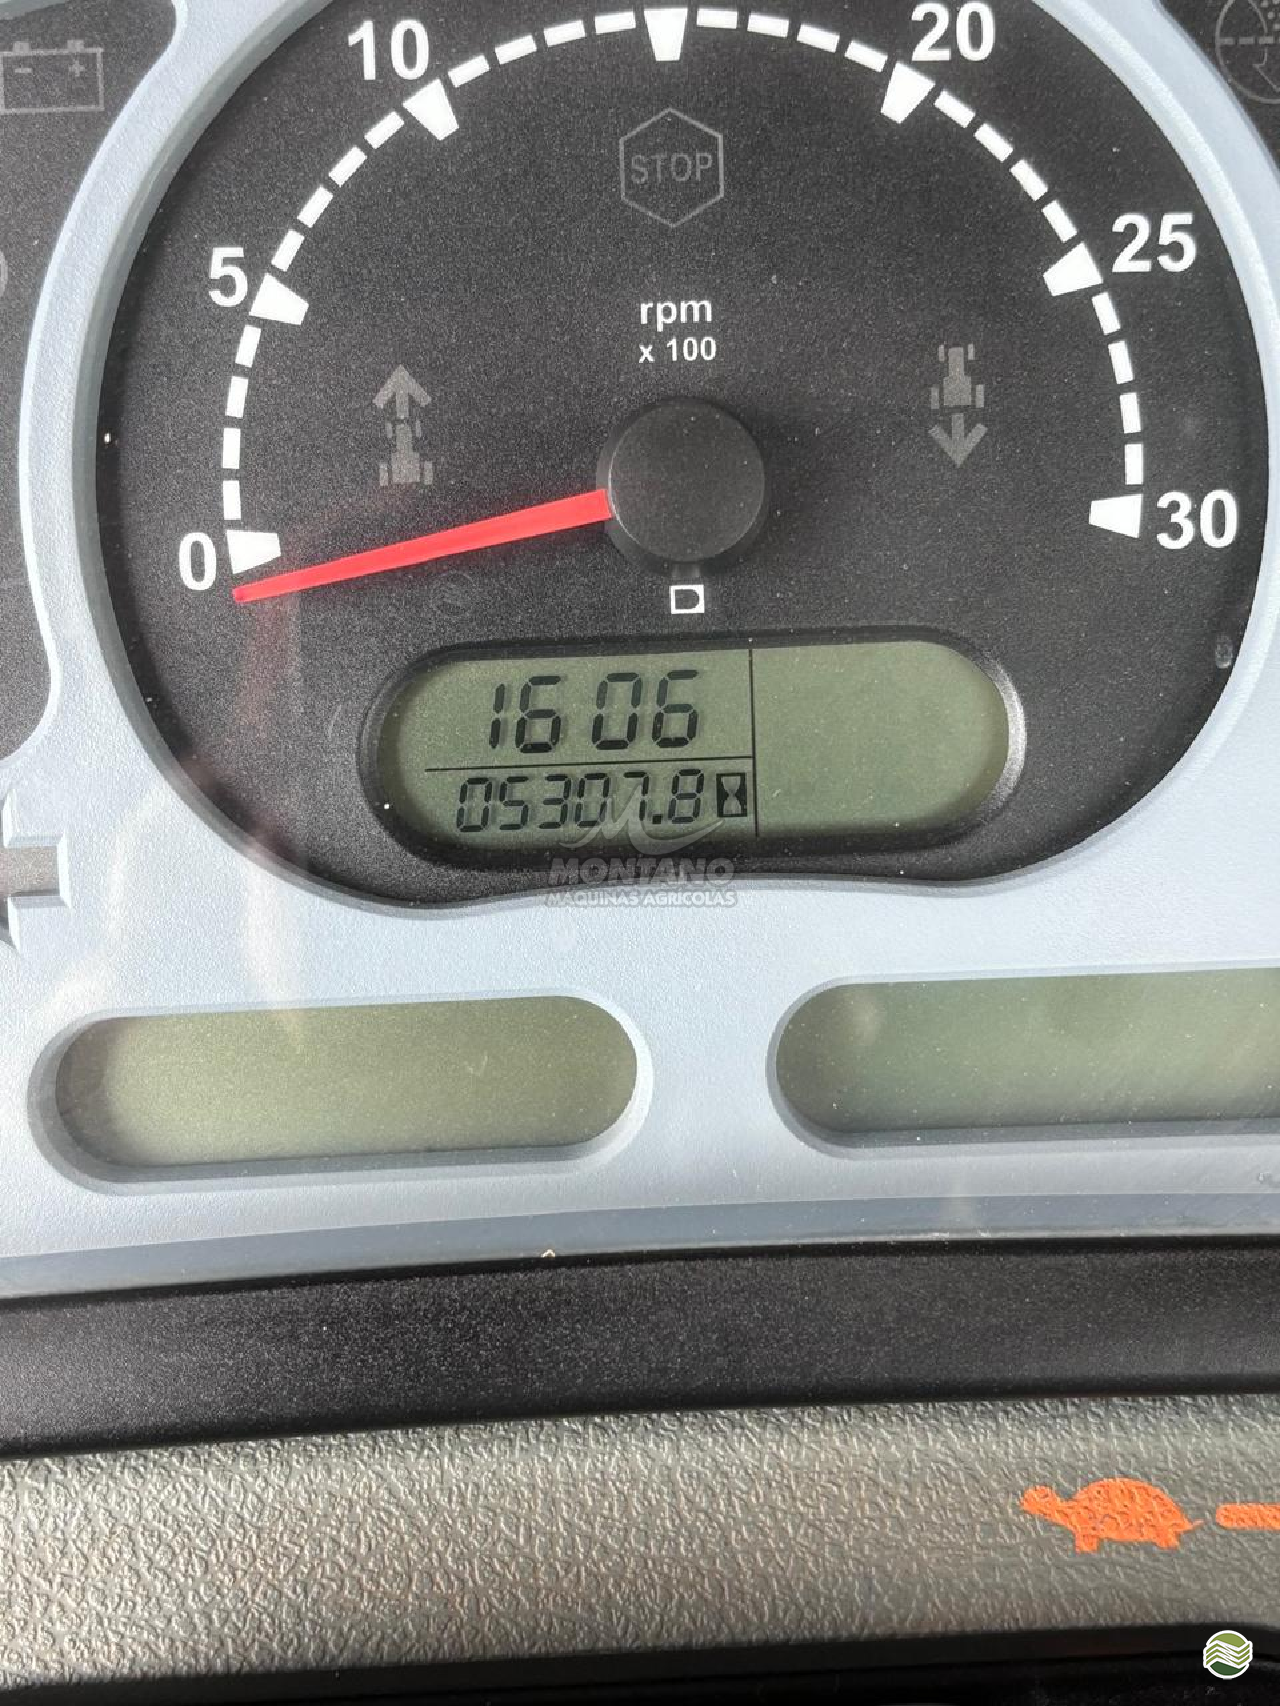 10
20
STOP
5
25
rpm
x 100
0
30
16 06
05307.8
MONTANO
MÁQUINAS AGRÍCOLAS